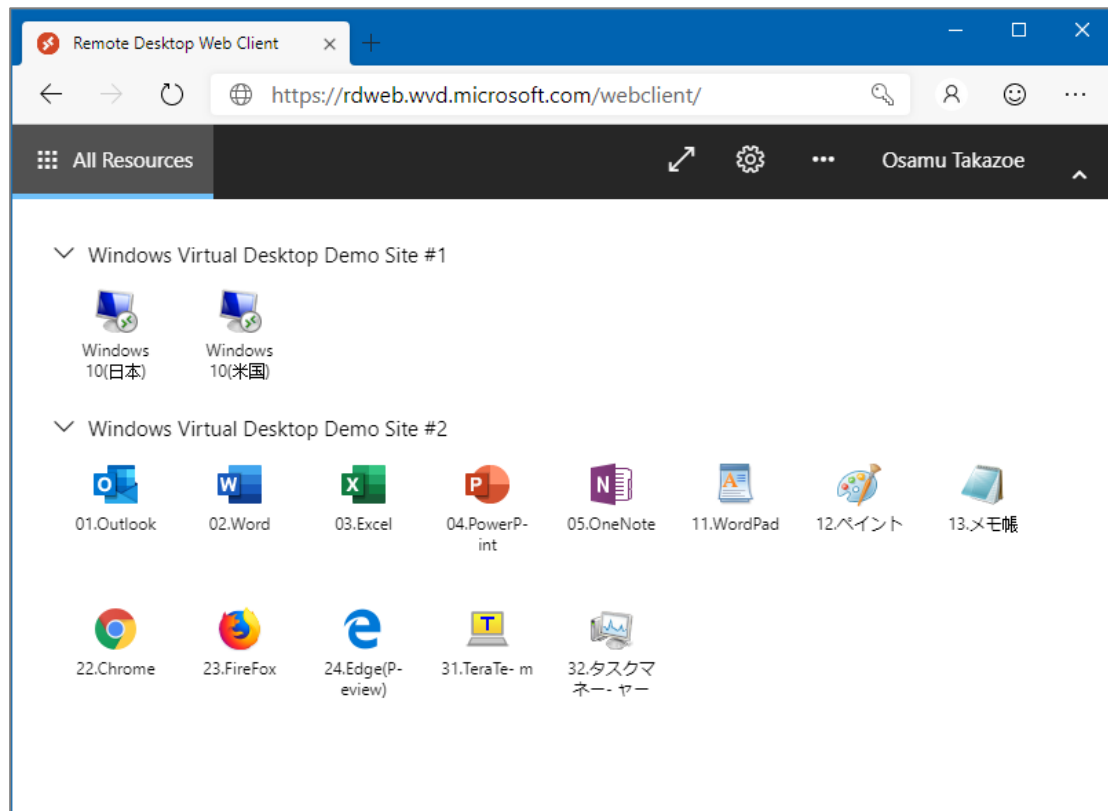 Remote Desktop Web Client
https://rdweb.wvd.microsoft.com/webclient/
All Resources
Osamu Takazoe
Windows Virtual Desktop Demo Site #1
Windows
10(日本)
Windows
10(米国)
Windows Virtual Desktop Demo Site #2
01.Outlook
02.Word
03.Excel
04.PowerP-
int
05.OneNote
11.WordPad
12.ペイント
13.メモ帳
22.Chrome
23.FireFox
24.Edge(P-
eview)
31.TeraTe- m
32.タスクマ
ネー- ヤー